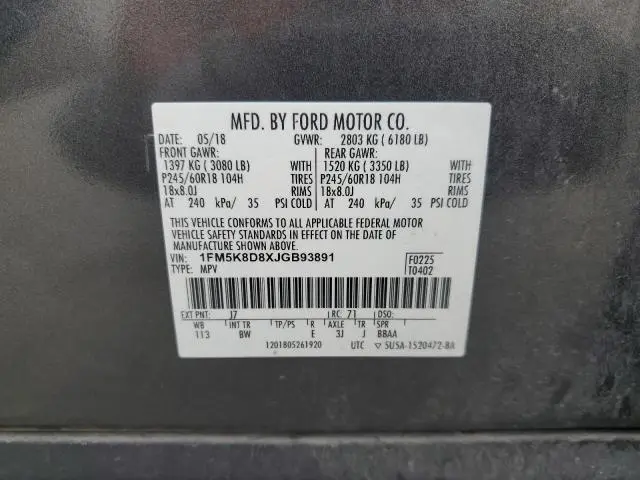 MFD. BY FORD MOTOR CO.
DATE: 05/18 GVWR: 2803 KG ( 6180 LB)
FRONT GAWR: REAR GAWR:
1397 KG ( 3080 LB) WITH 1520 KG ( 3350 LB) WITH
P245/60R18 104H TIRES P245/60R18 104H TIRES
18x8.0J RIMS 18x8.0J RIMS
AT 240 kPa/ 35 PSI COLD AT 240 kPa/ 35 PSI COLD
THIS VEHICLE CONFORMS TO ALL APPLICABLE FEDERAL MOTOR
VEHICLE SAFETY STANDARDS IN EFFECT ON THE DATE OF
MANUFACTURE SHOWN ABOVE.
VIN: 1FM5K8D8XJGB93891 F0225
TYPE: MPV T0402
EXT PNT: J7 RC: 71 DSO:
WB INT TR TP/PS R AXLE TR SPR
113 BW E 3J J BBAA
1201805261920 UTC ▽ 5U5A-1520472-BA